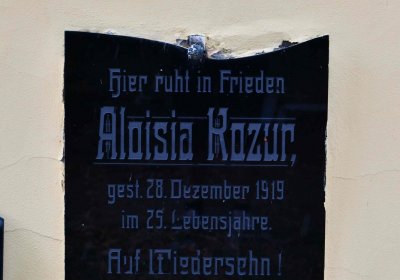 Hier ruht in Frieden
Aloisia Kozur,
gest. 28. Dezember 1919
im 25. Lebensjahre.
Auf Wiedersehn!